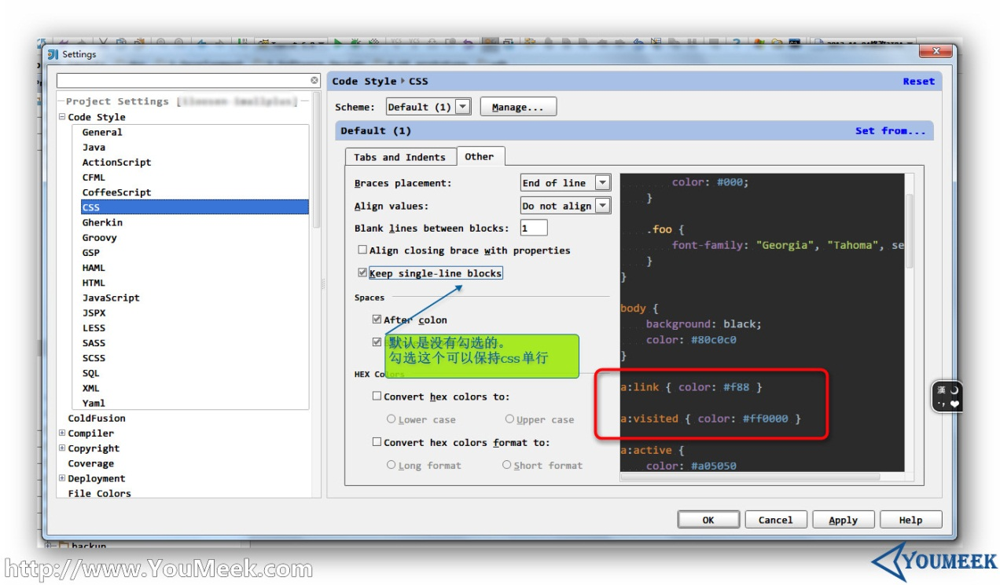 Settings
Project Settings [
Code Style
General
Java
ActionScript
CFML
CoffeeScript
CSS
Gherkin
Groovy
GSP
HAML
HTML
JavaScript
JSPX
LESS
SASS
SCSS
SQL
XML
Yaml
ColdFusion
Compiler
Copyright
Coverage
Deployment
File Colors
Code Style CSS
Reset
Scheme: Default (1) Manage...
Default (1)
Set from...
Tabs and Indents Other
Braces placement: End of line
Align values: Do not align
Blank lines between blocks: 1
Align closing brace with properties
Keep single-line blocks
Spaces
After colon
默认是没有勾选的。
勾选这个可以保持css单行
HEX Colors
Convert hex colors to:
Lower case Upper case
Convert hex colors format to:
Long format Short format
color: #000;
}
.foo {
font-family: "Georgia", "Tahoma", se
}
}
body {
background: black;
color: #80c0c0
}
a:link { color: #f88 }
a:visited { color: #ff0000 }
a:active {
color: #a05050
漢
OK Cancel Apply Help
backup
http://www.YouMeek.com
YOUMEEK